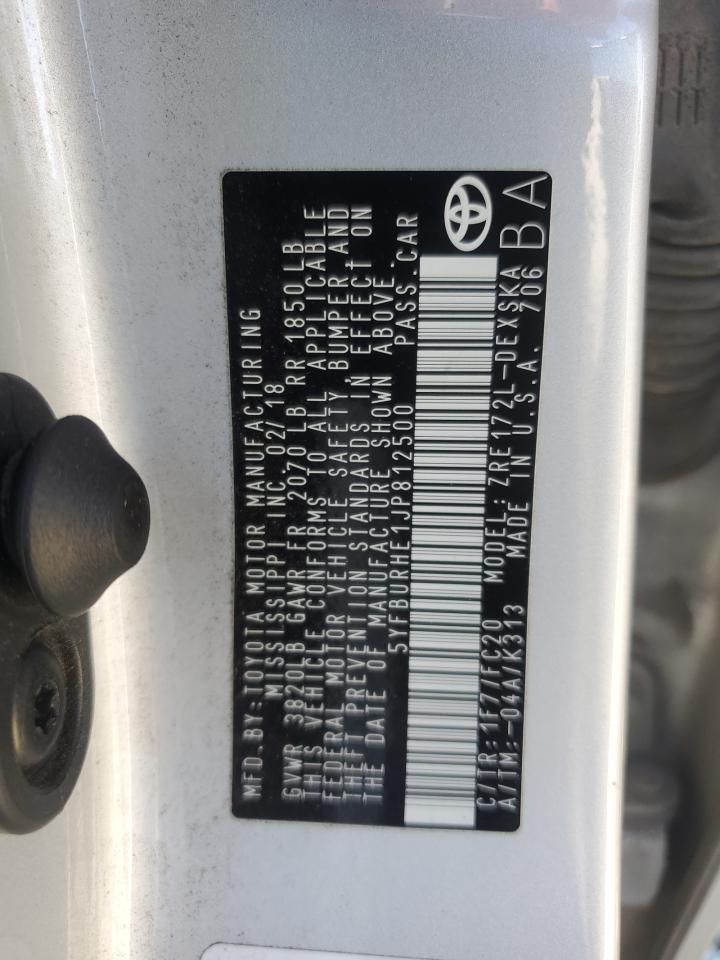 MFD.BY:TOYOTA MOTOR MANUFACTURING
MISSISSIPPI INC. 02/18
GVWR 3820LB GAWR FR 2070 LB RR 1850 LB
THIS VEHICLE CONFORMS TO ALL APPLICABLE
FEDERAL MOTOR VEHICLE SAFETY, BUMPER AND
THEFT PREVENTION STANDARDS IN EFFECT ON
THE DATE OF MANUFACTURE SHOWN ABOVE.
5YFBURHE1JP812500 PASS.CAR
C/TR: 1F7/FC20 MODEL: ZRE172L-DEXSKA
A/TM:-04A/K313 MADE IN U.S.A. 706
BA